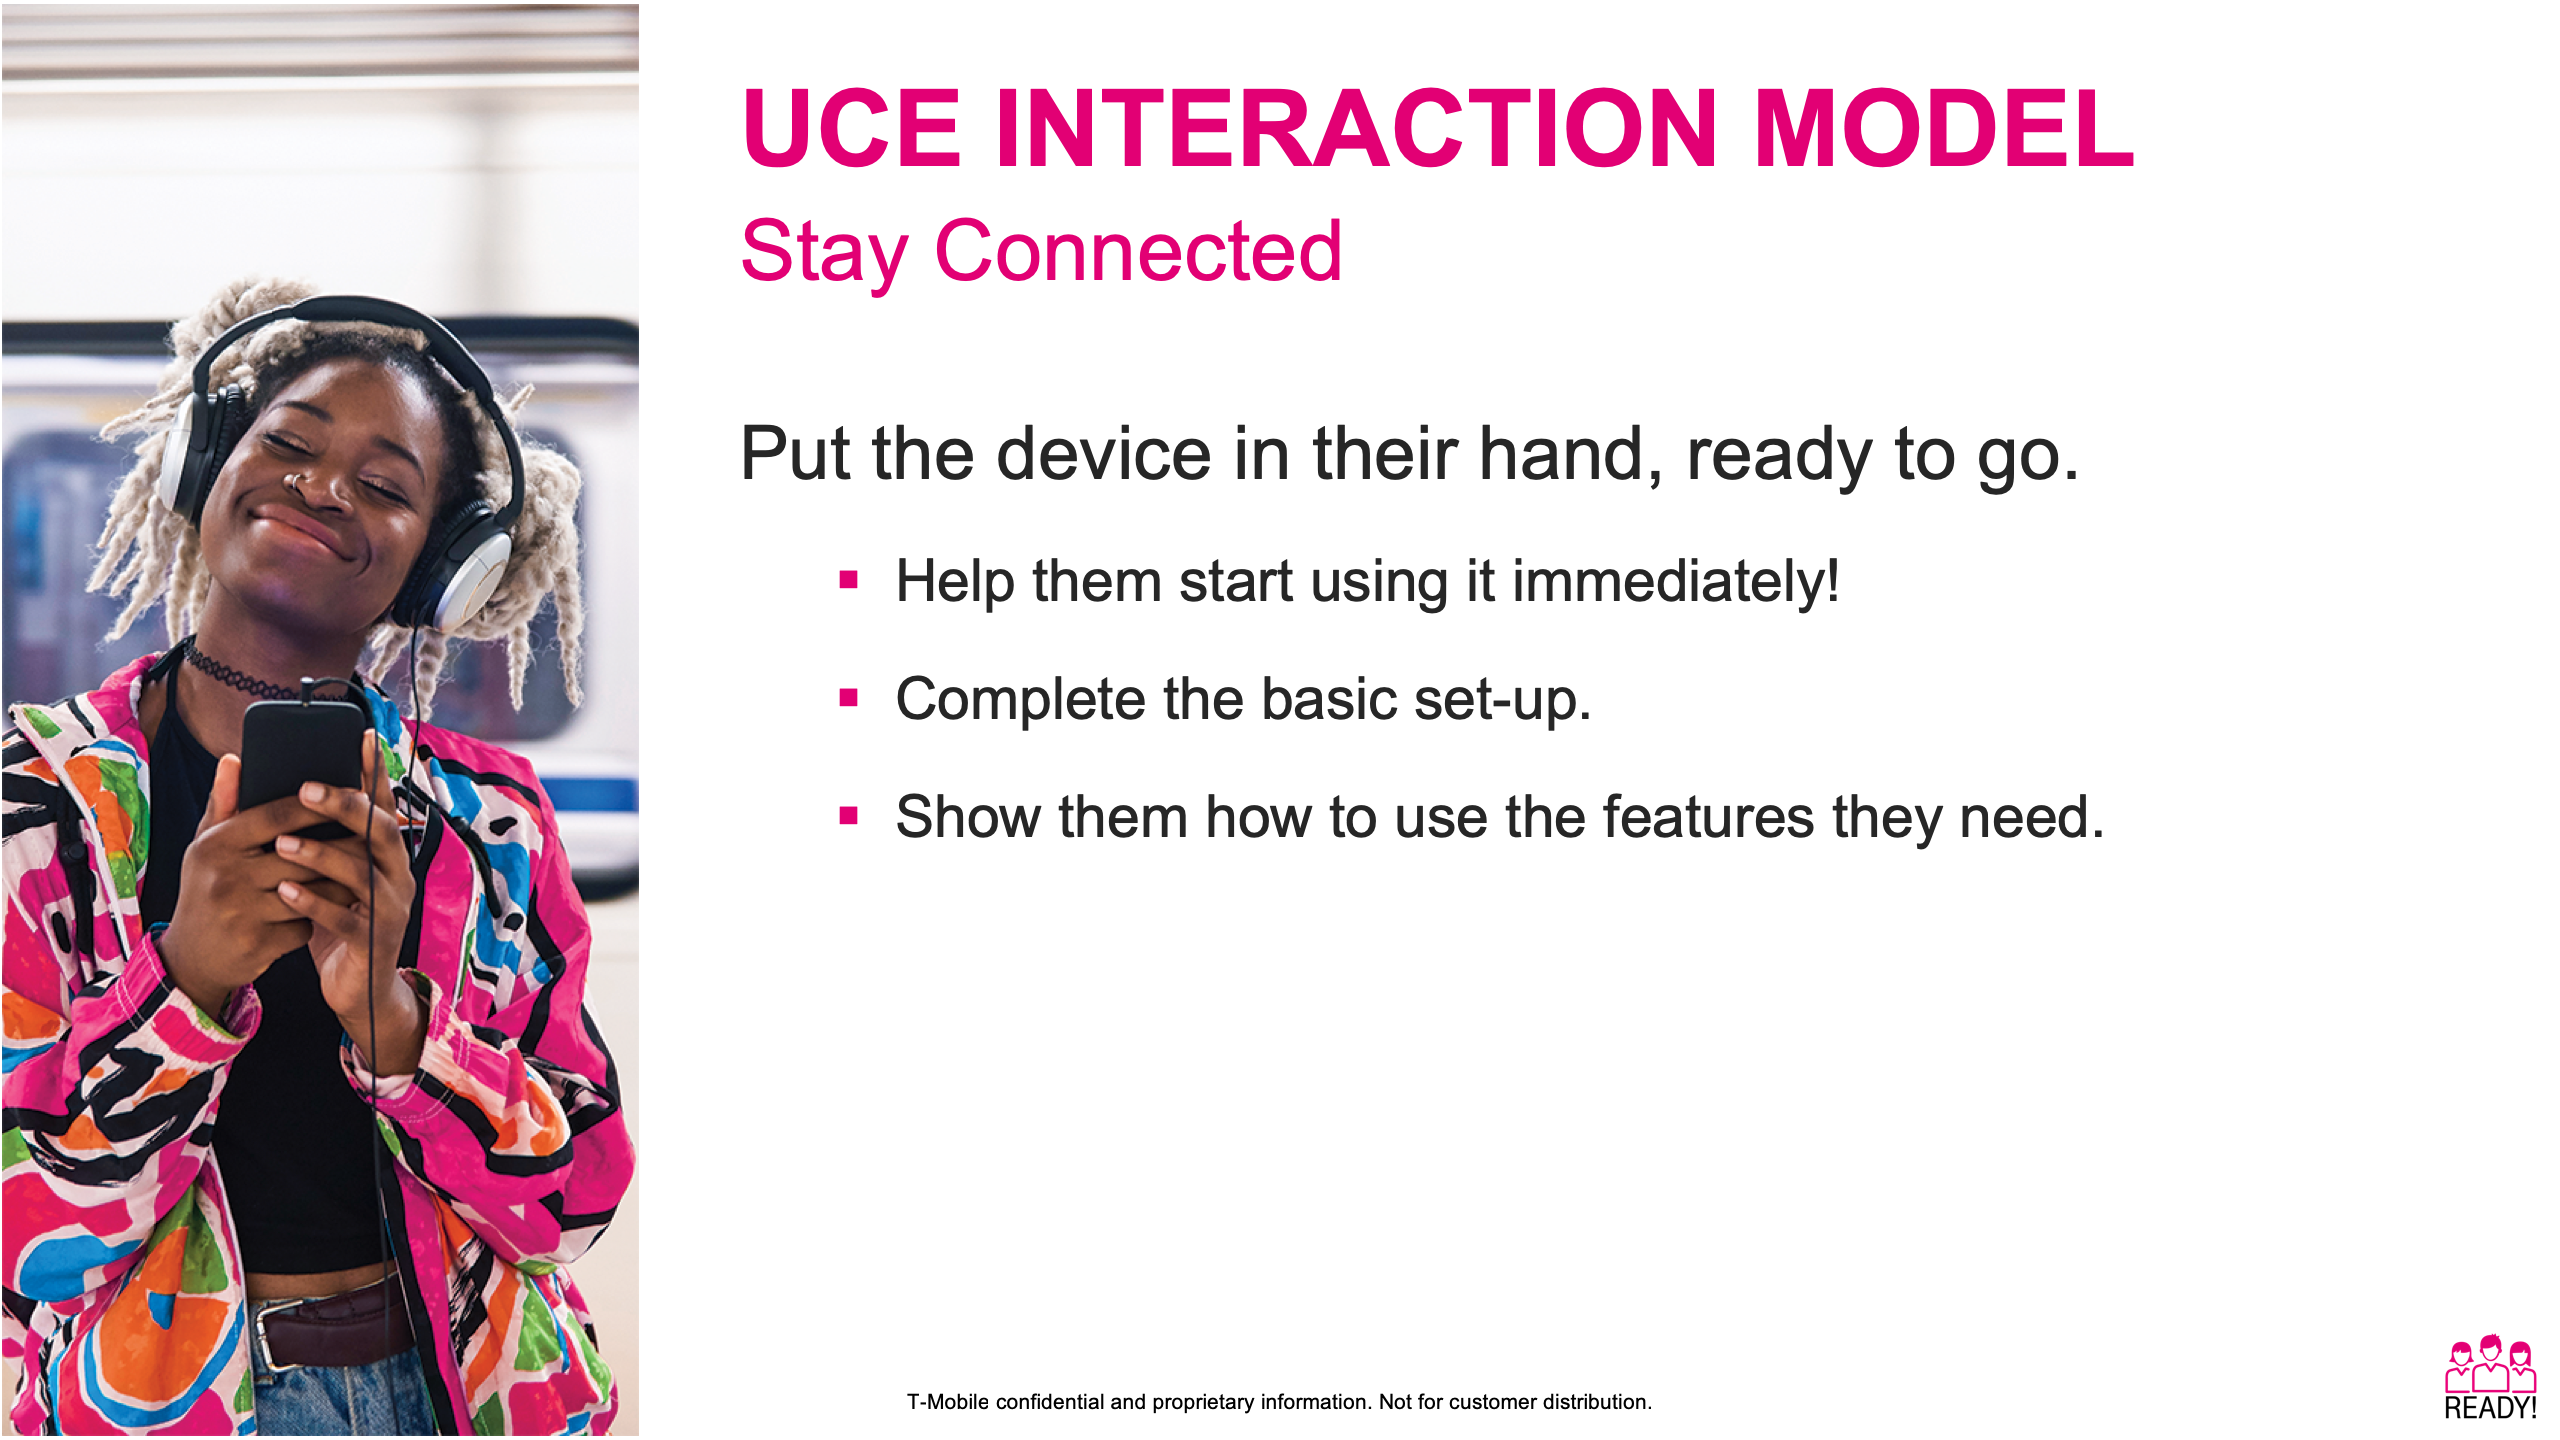 UCE INTERACTION MODEL
Stay Connected
Put the device in their hand, ready to go.
Help them start using it immediately!
Complete the basic set-up.
Show them how to use the features they need.
T-Mobile confidential and proprietary information. Not for customer distribution.
READY!